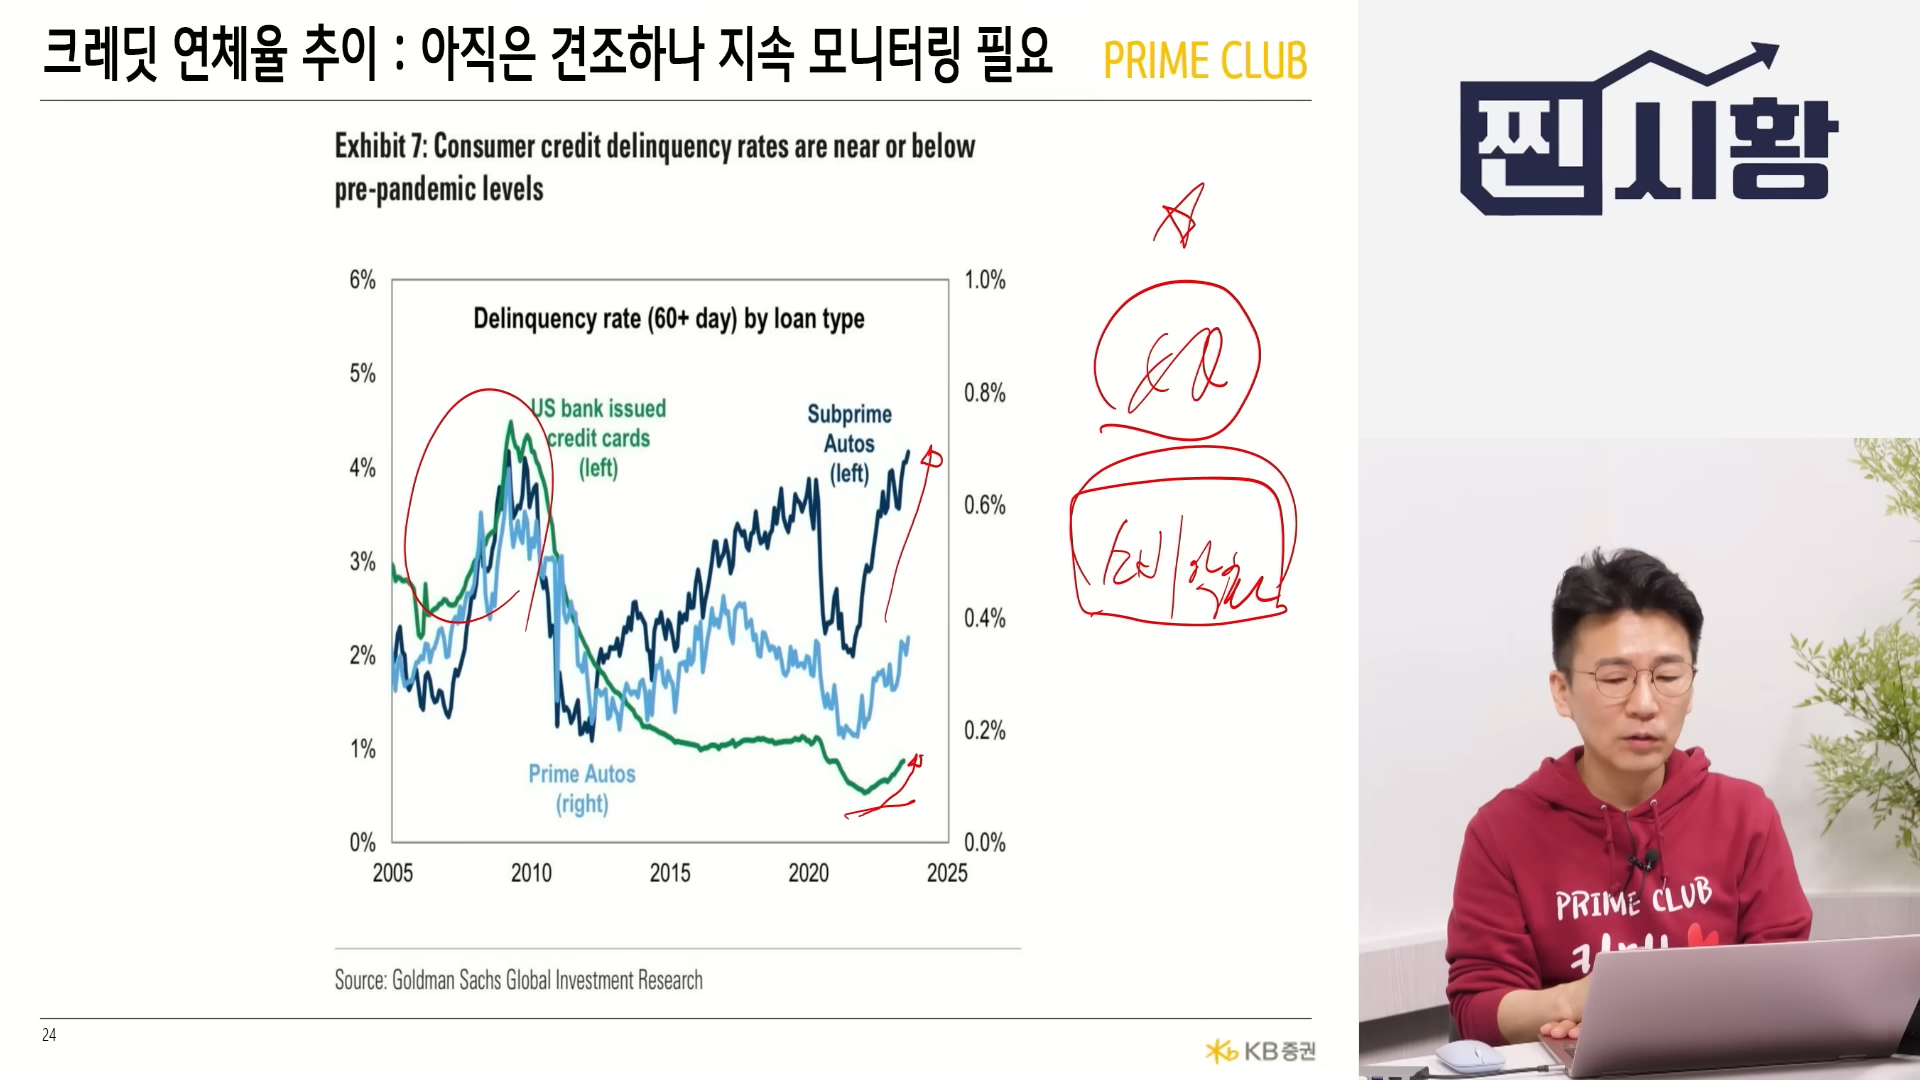 크레딧 연체율 추이 : 아직은 견조하나 지속 모니터링 필요
PRIME CLUB
Exhibit 7: Consumer credit delinquency rates are near or below
pre-pandemic levels
6%
5%
4%
3%
2%
1%
0%
1.0%
0.8%
0.6%
0.4%
0.2%
0.0%
Delinquency rate (60+ day) by loan type
US bank issued
credit cards
(left)
Subprime
Autos
(left)
Prime Autos
(right)
2005
2010
2015
2020
2025
Source: Goldman Sachs Global Investment Research
24
KB증권
찐시황
PRIME CLUB